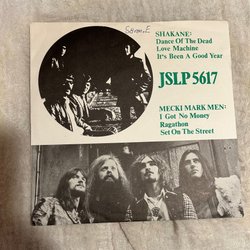 SHAKANE:
Dance Of The Dead
Love Machine
It's Been A Good Year
JSLP 5617
MECKI MARK MEN:
I Got No Money
Ragathon
Set On The Street